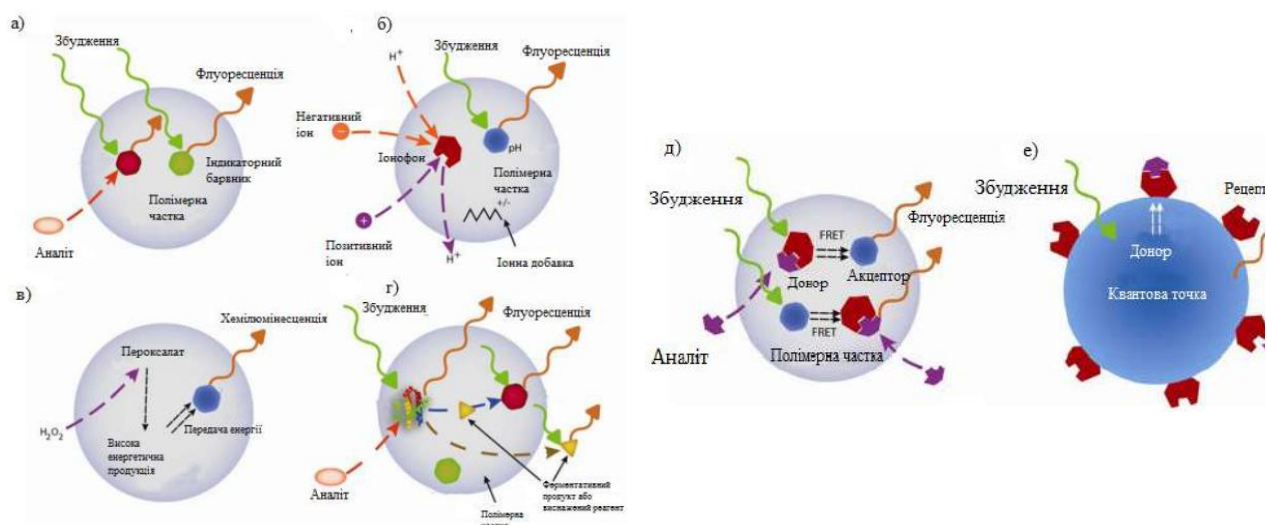 а)
Збудження
Флуоресценція
Індикаторний
барвник
Полімерна
частка
Аналіт
б)
H+
Збудження
Флуоресценція
Негативний
іон
−
Іонофон
pH
Полімерна
частка
+/-
+
Позитивний
іон
H+
Іонна добавка
в)
Хемілюмінесценція
Пероксалат
H2O2
Висока
енергетична
продукція
Передача енергії
г)
Збудження
Флуоресценція
Аналіт
Полімерна
Ферментативний
продукт або
виснажений реагент
д)
Збудження
Флуоресценція
FRET
Донор
Акцептор
FRET
Аналіт
Полімерна частка
е)
Збудження
Рецепт
Донор
Квантова точка